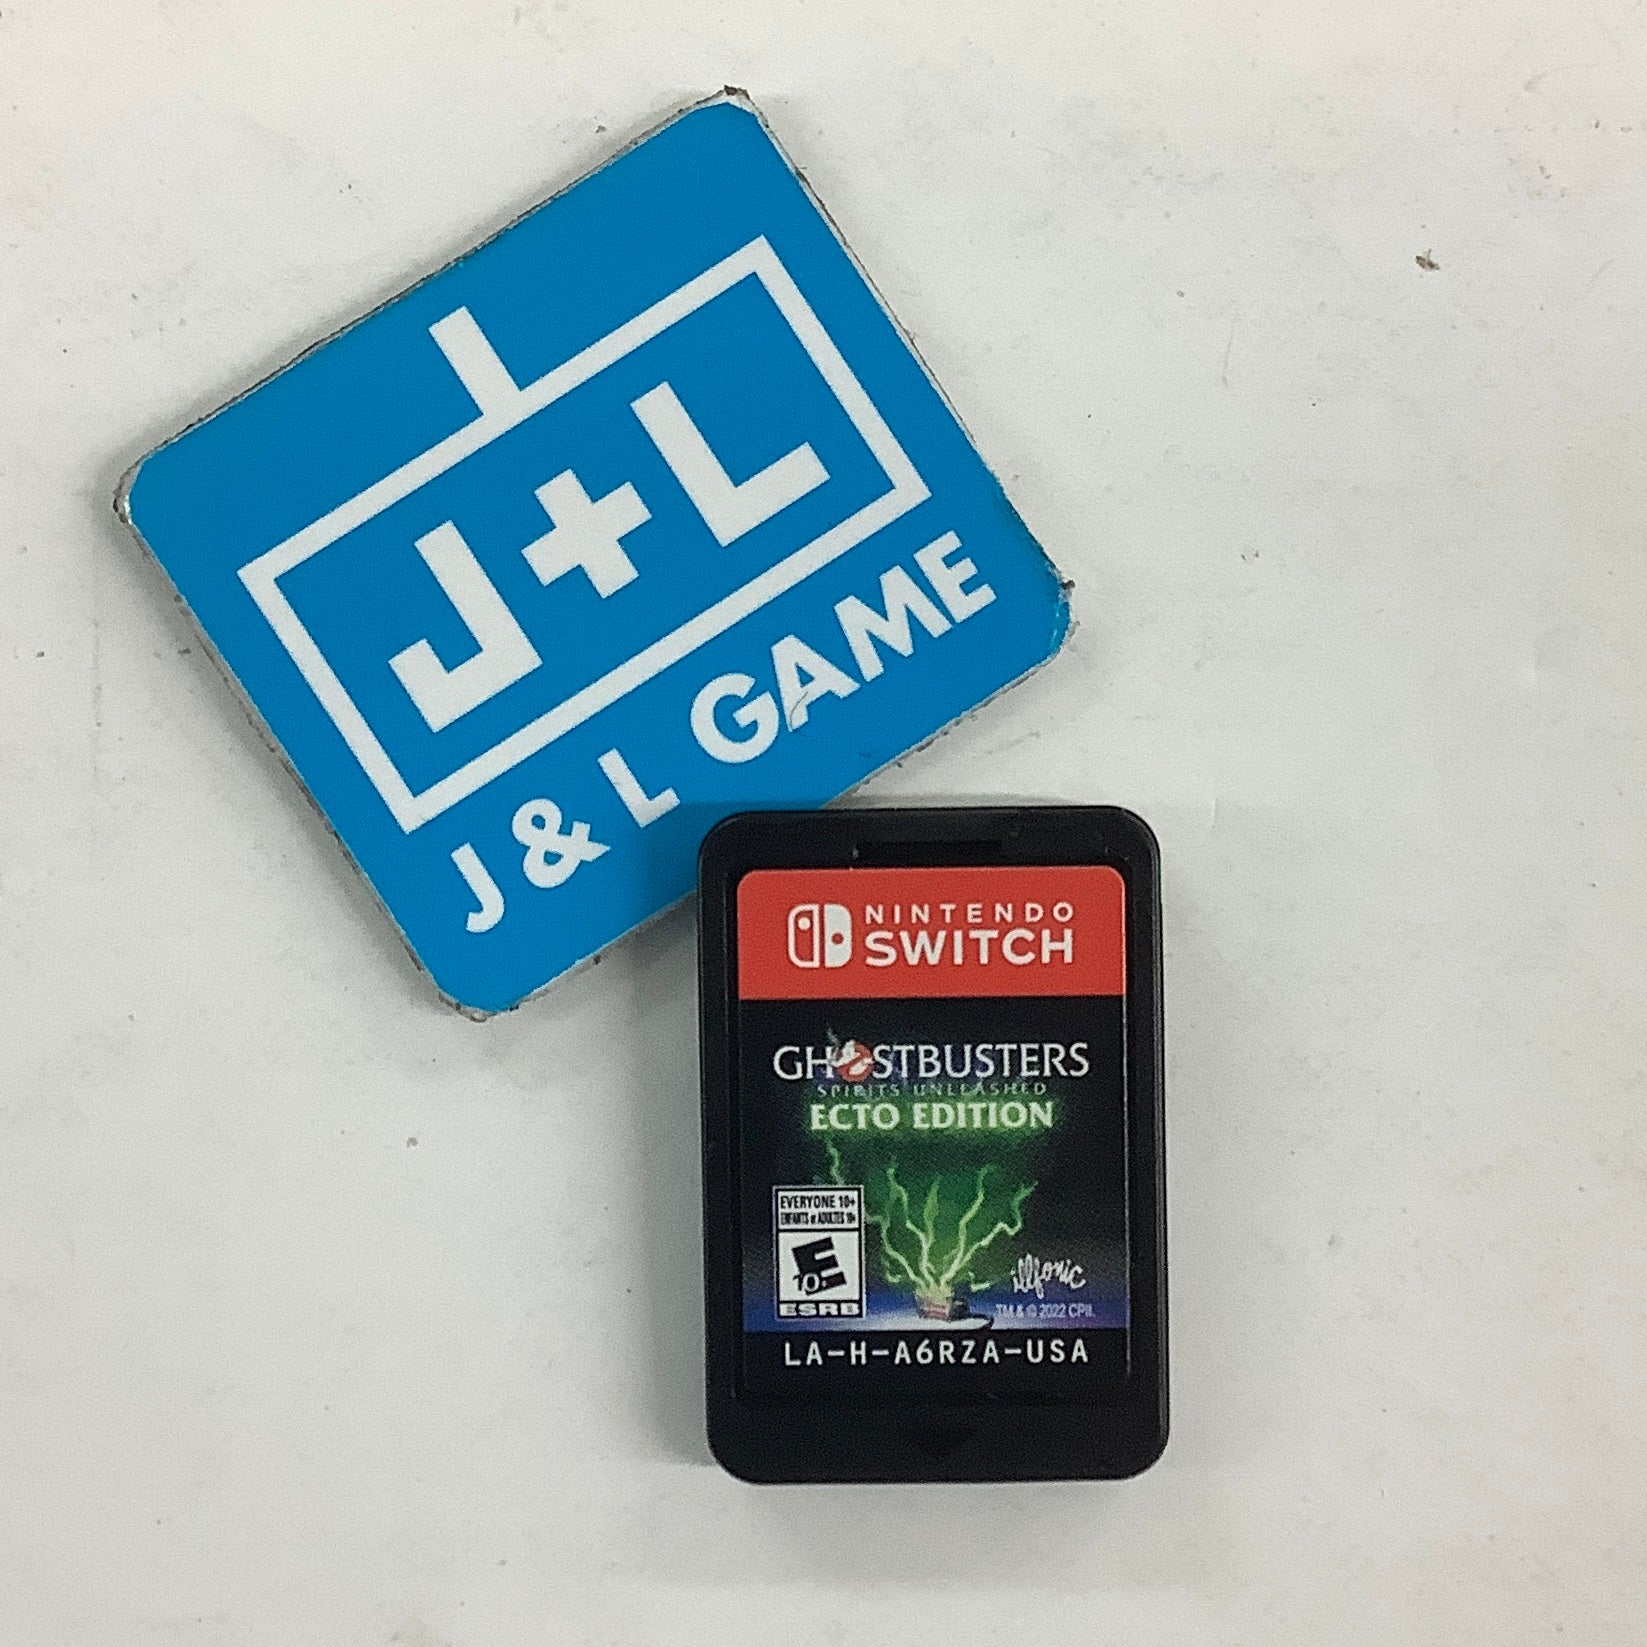 J+L
J & L GAME
NINTENDO
SWITCH
GHOSTBUSTERS
SPIRITS UNLEASHED
ECTO EDITION
EVERYONE 10+
ENFANTS et ADULTES 10+
E
10+
ESRB
illfonic
TM & © 2022 CPII.
LA-H-A6RZA-USA